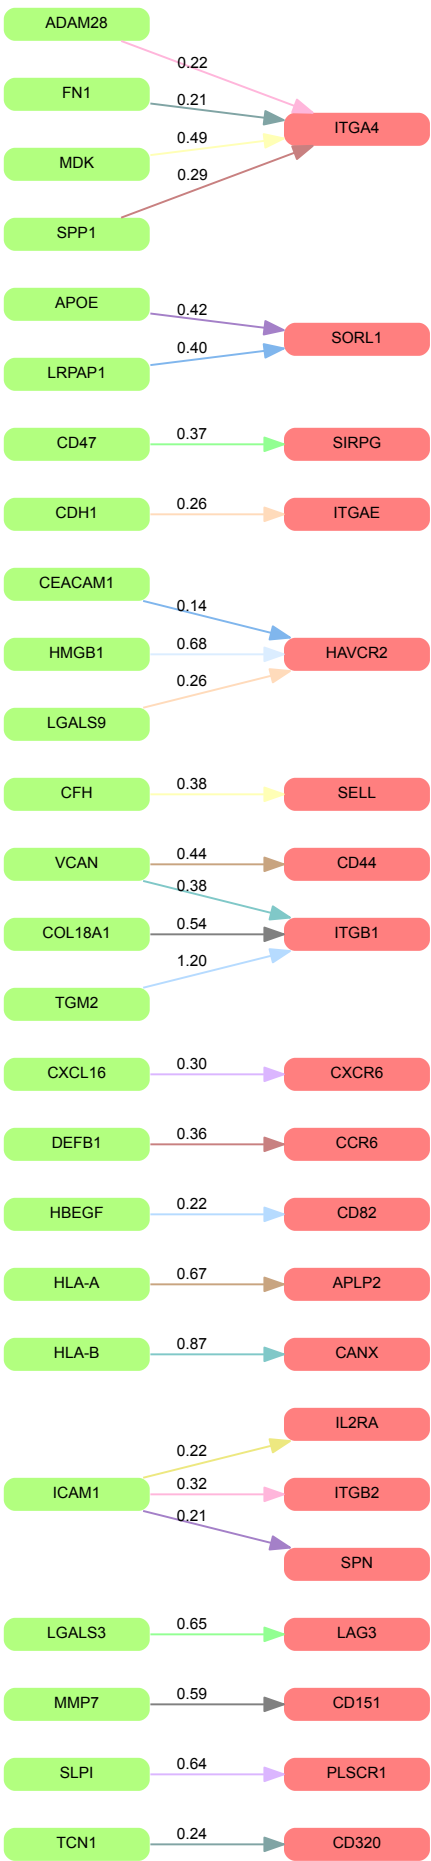 ADAM28
0.22
FN1
0.21
ITGA4
MDK
0.49
0.29
SPP1
APOE
0.42
SORL1
LRPAP1
0.40
CD47
0.37
SIRPG
CDH1
0.26
ITGAE
CEACAM1
0.14
HMGB1
0.68
HAVCR2
0.26
LGALS9
CFH
0.38
SELL
VCAN
0.44
CD44
0.38
COL18A1
0.54
ITGB1
1.20
TGM2
CXCL16
0.30
CXCR6
DEFB1
0.36
CCR6
HBEGF
0.22
CD82
HLA-A
0.67
APLP2
HLA-B
0.87
CANX
IL2RA
0.22
ICAM1
0.32
ITGB2
0.21
SPN
LGALS3
0.65
LAG3
MMP7
0.59
CD151
SLPI
0.64
PLSCR1
TCN1
0.24
CD320